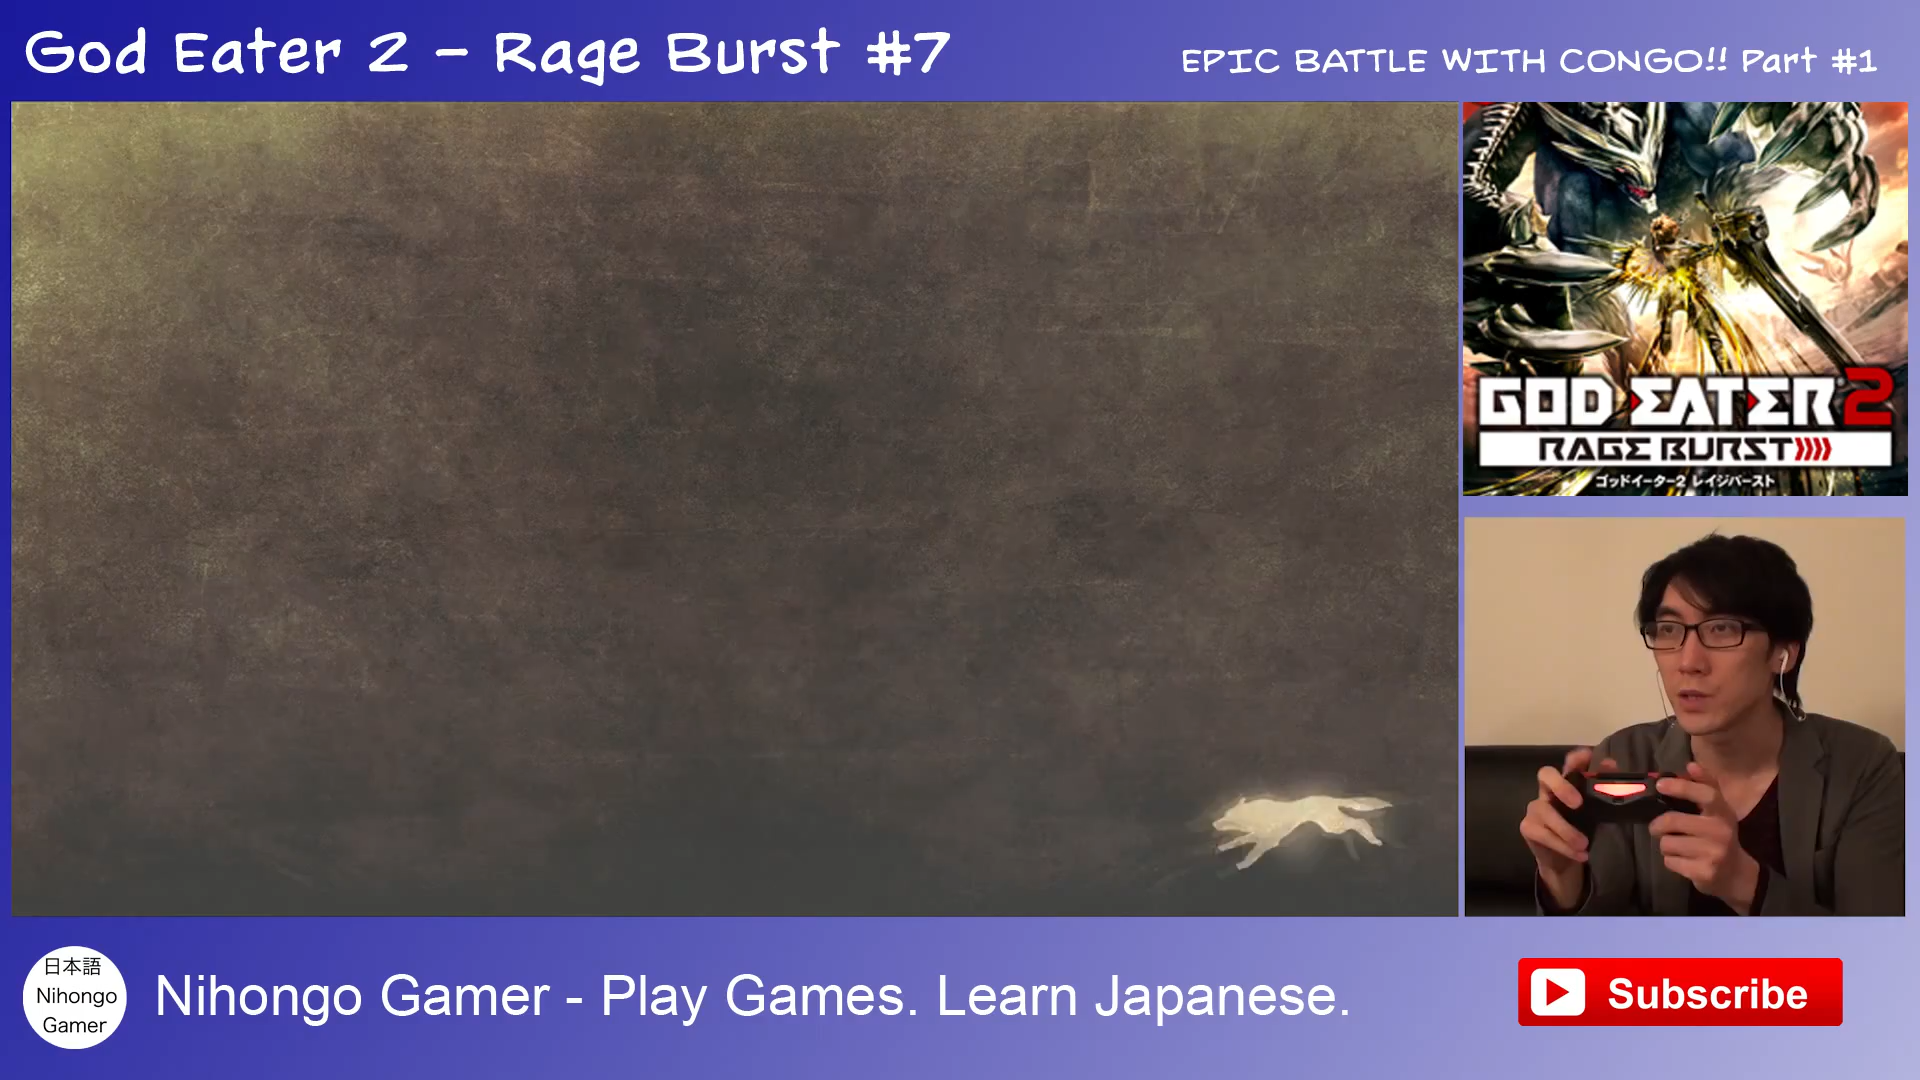 God Eater 2 - Rage Burst #7
EPIC BATTLE WITH CONGO!! Part #1
GOD EATER 2
RAGE BURST
ゴッドイーター2 レイジバースト
日本語
Nihongo
Gamer
Nihongo Gamer - Play Games. Learn Japanese.
Subscribe